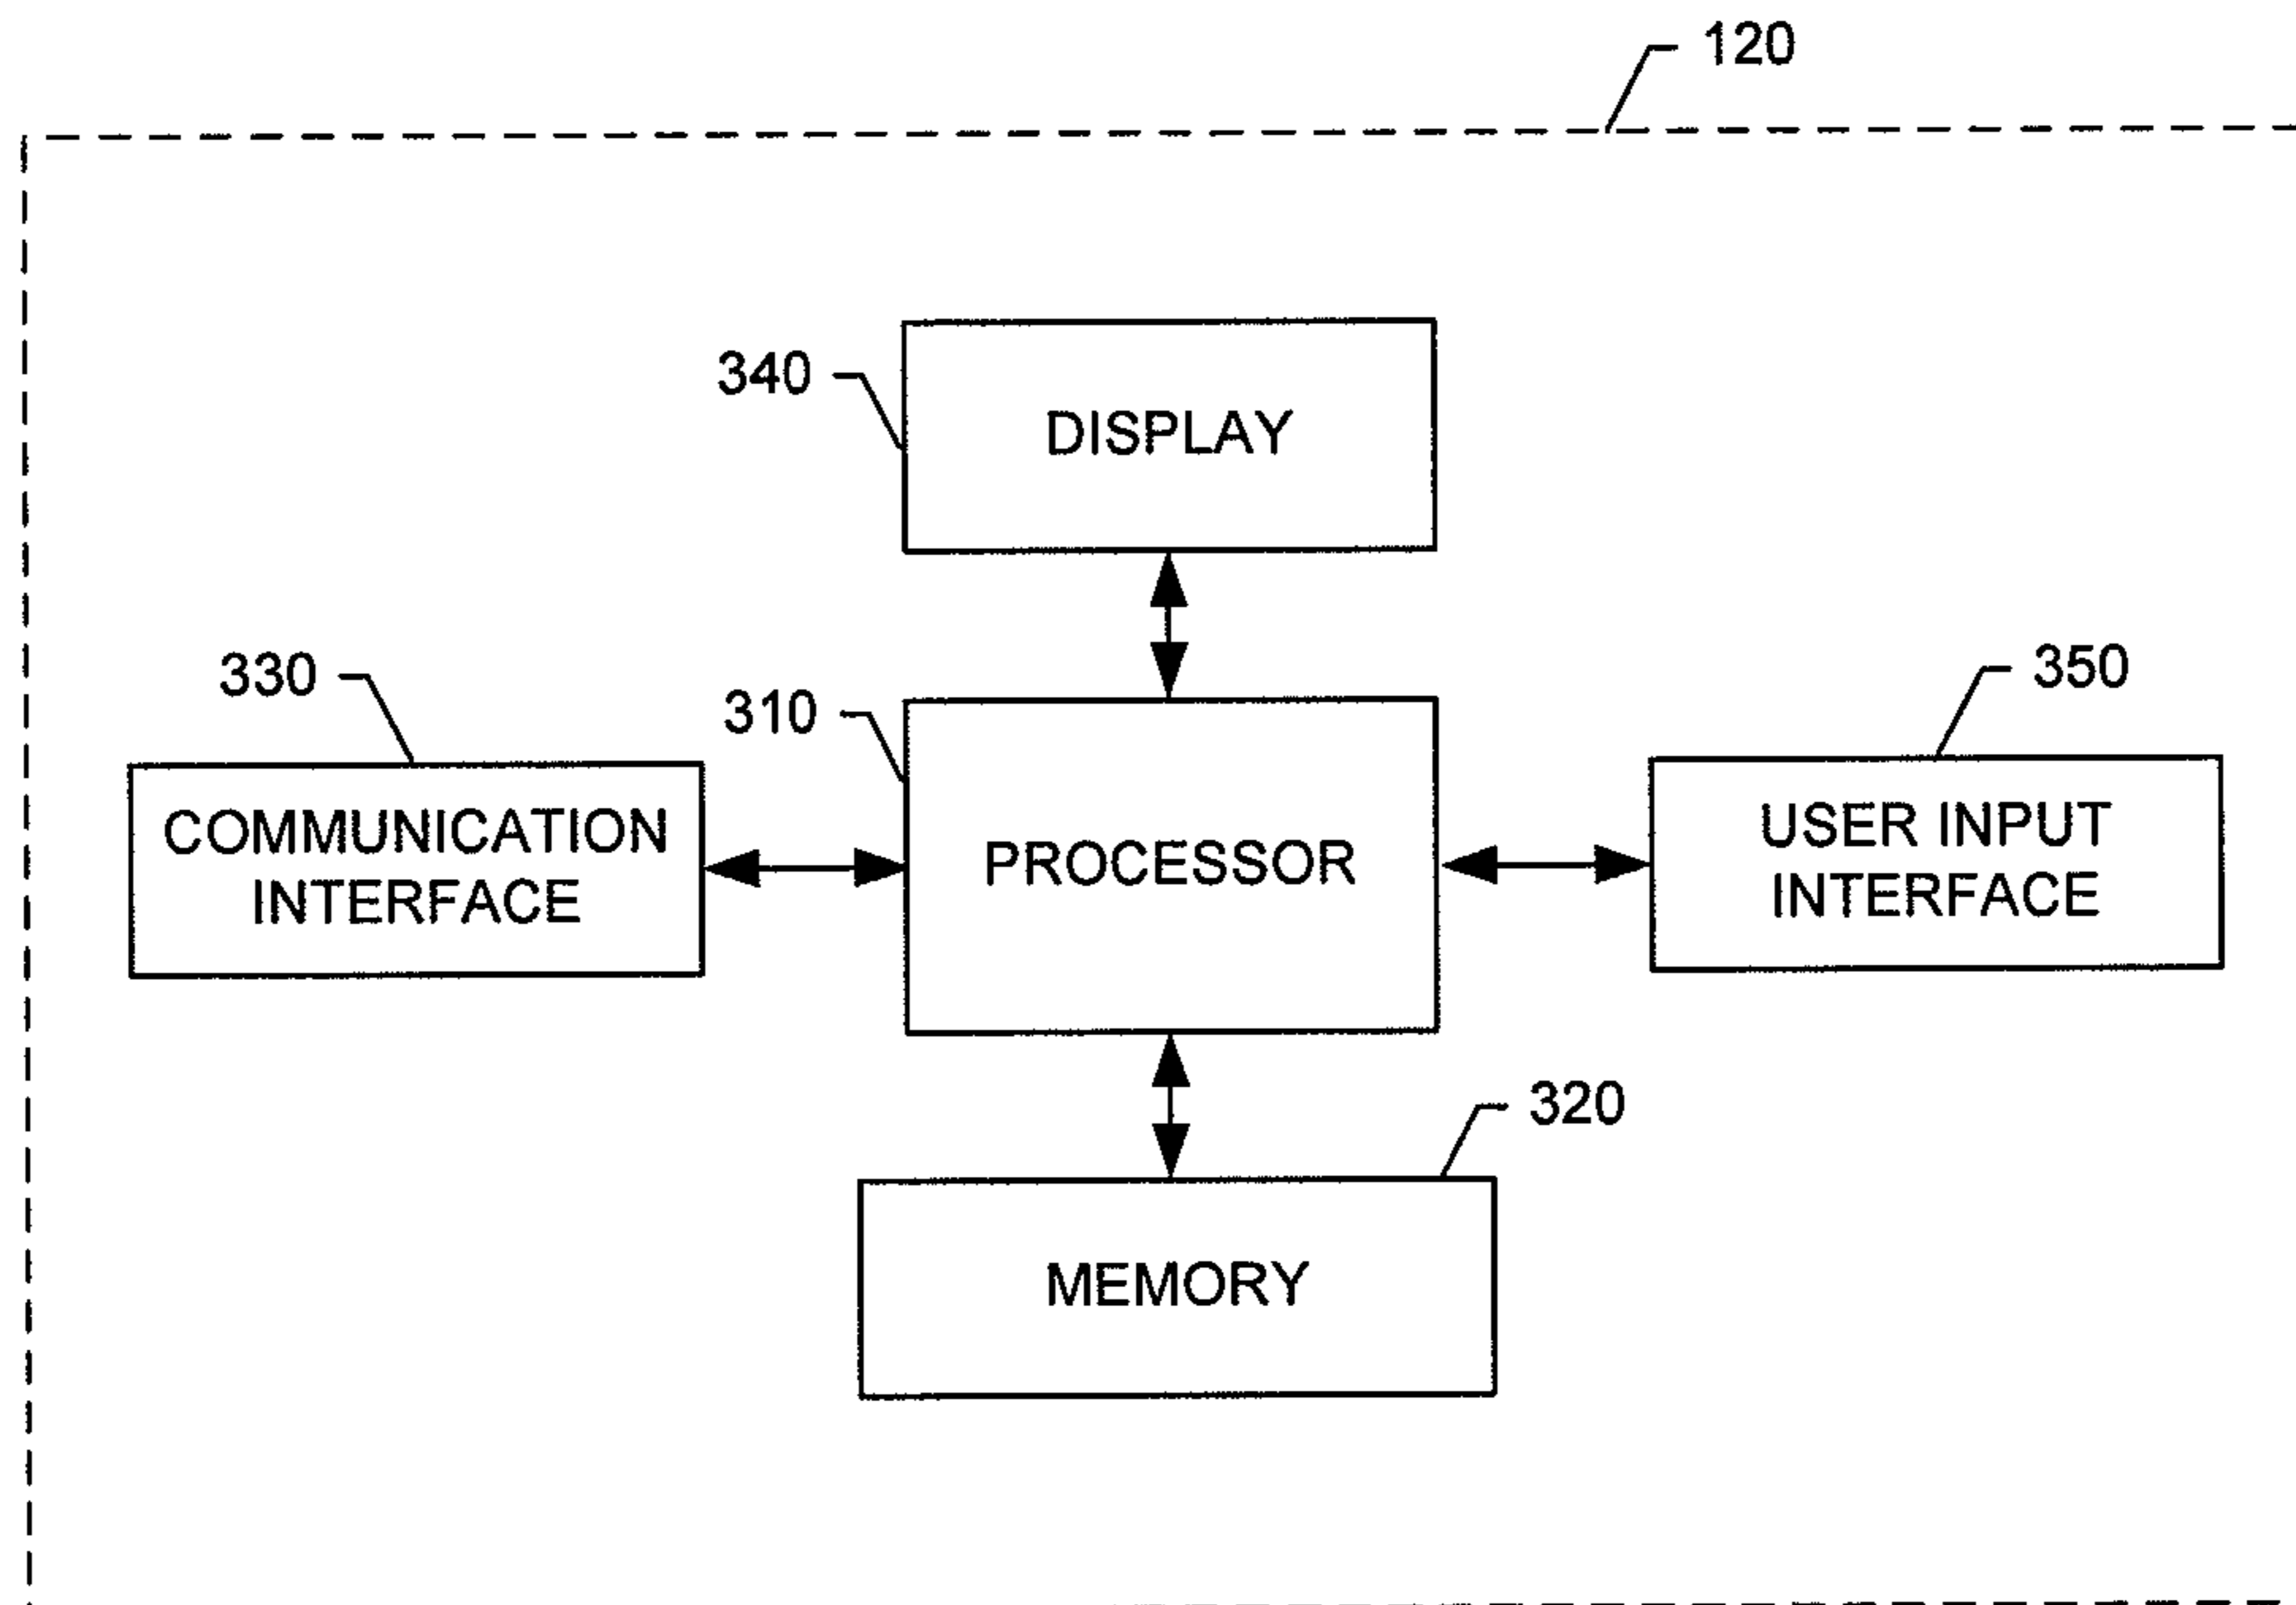 120
340
DISPLAY
330
310
350
COMMUNICATION
INTERFACE
PROCESSOR
USER INPUT
INTERFACE
320
MEMORY